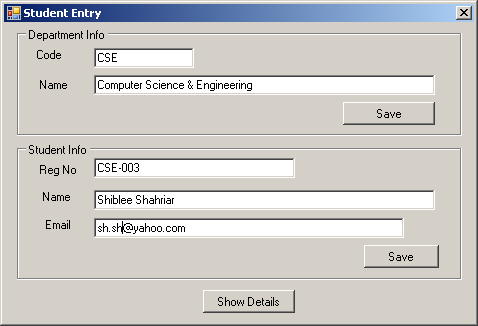 Student Entry
Department Info
Code CSE
Name Computer Science & Engineering
Save
Student Info
Reg No CSE-003
Name Shiblee Shahriar
Email sh.sh@yahoo.com
Save
Show Details